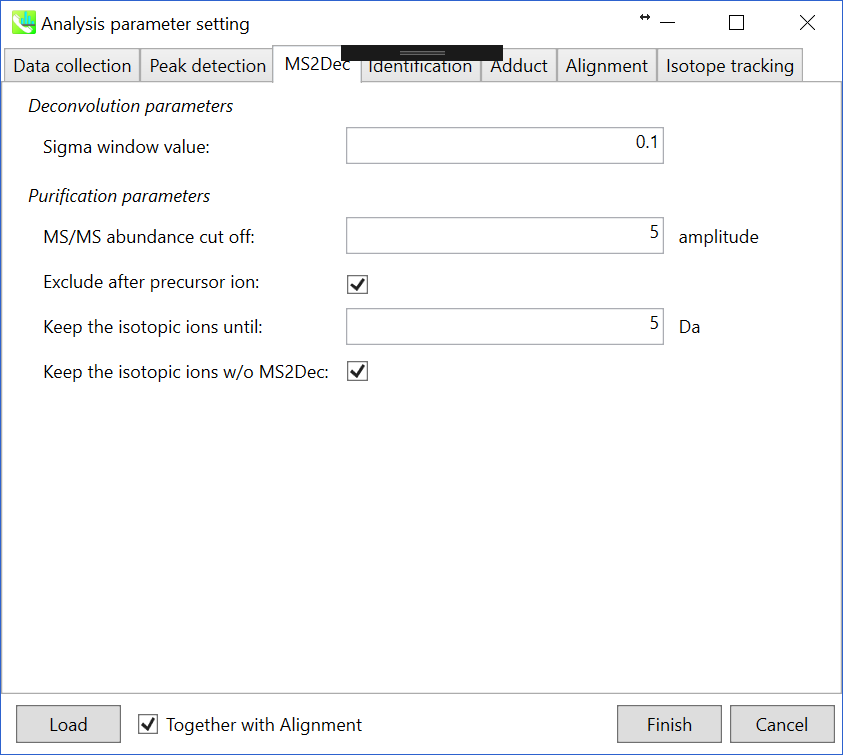 Analysis parameter setting
Data collection Peak detection MS2Dec Identification Adduct Alignment Isotope tracking
Deconvolution parameters
Sigma window value: 0.1
Purification parameters
MS/MS abundance cut off: 5 amplitude
Exclude after precursor ion:
Keep the isotopic ions until: 5 Da
Keep the isotopic ions w/o MS2Dec:
Load Together with Alignment Finish Cancel